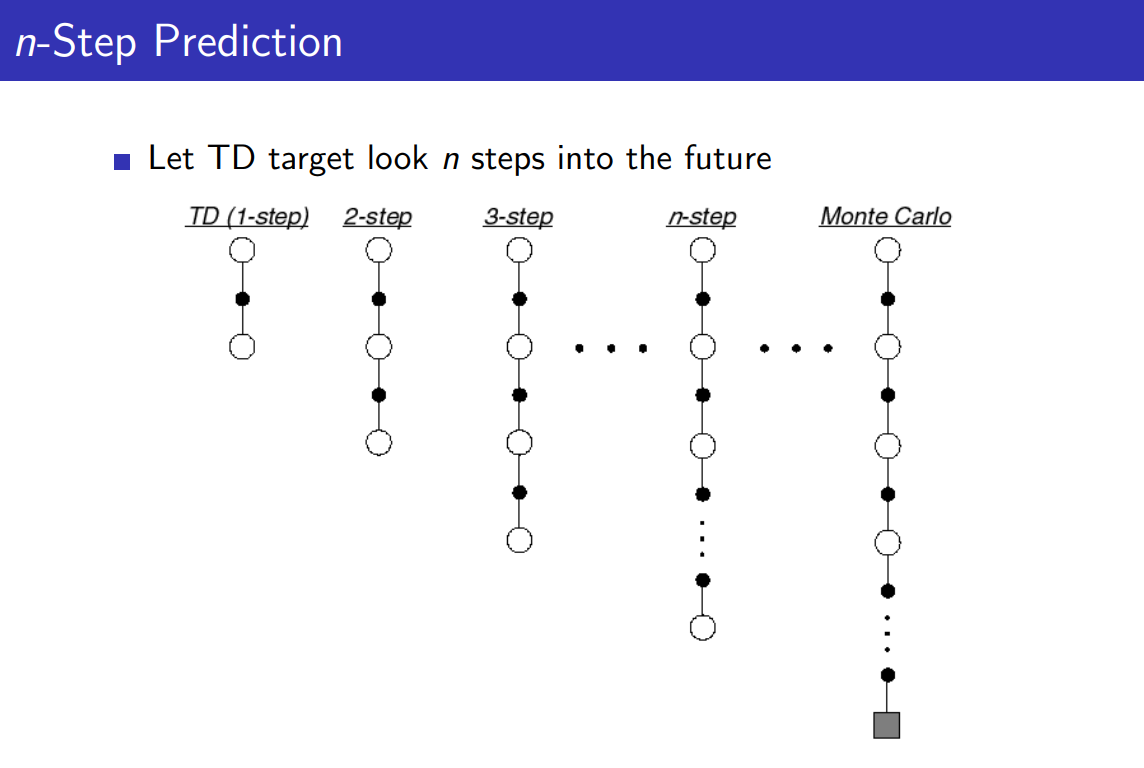 n-Step Prediction
Let TD target look n steps into the future
TD (1-step) 2-step 3-step n-step Monte Carlo